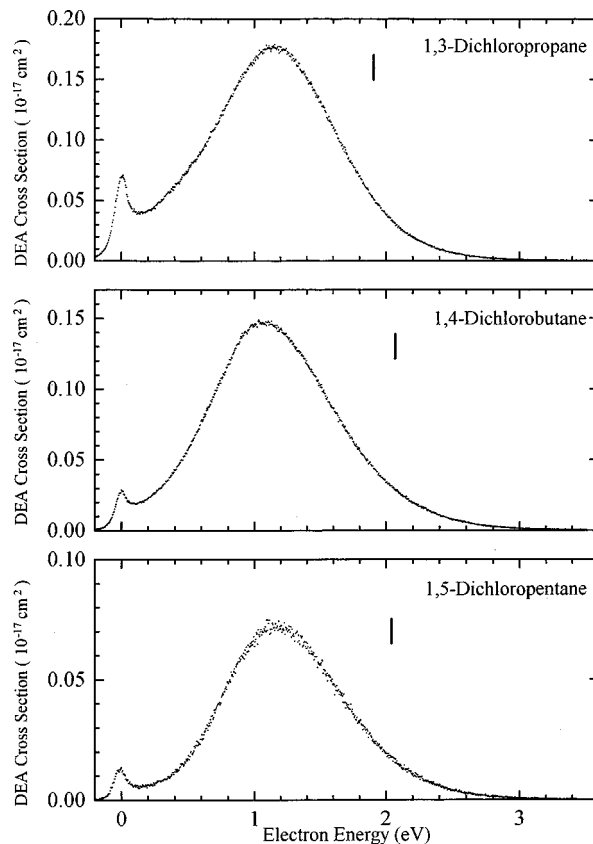 0.20
1,3-Dichloropropane
0.15
0.10
0.05
0.00
DEA Cross Section ( 10⁻¹⁷ cm² )
0.15
1,4-Dichlorobutane
0.10
0.05
0.00
DEA Cross Section ( 10⁻¹⁷ cm² )
0.10
1,5-Dichloropentane
0.05
0.00
DEA Cross Section ( 10⁻¹⁷ cm² )
0 1 2 3
Electron Energy (eV)